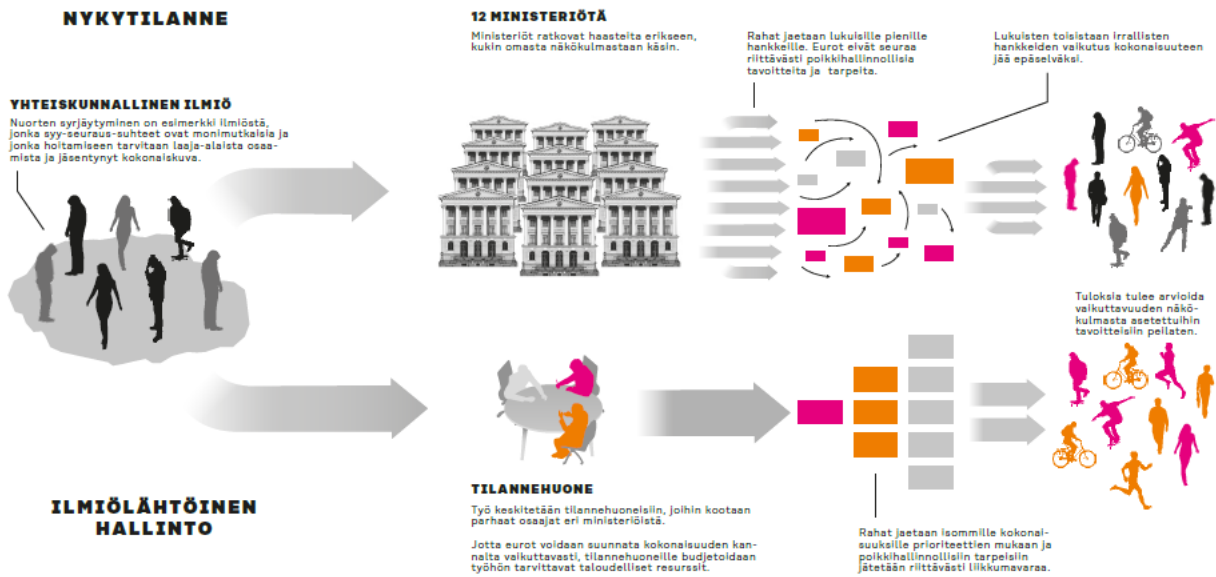 NYKYTILANNE
YHTEISKUNNALLINEN ILMIÖ
Nuorten syrjäytyminen on esimerkki ilmiöstä,
jonka syy-seuraus-suhteet ovat monimutkaisia ja
jonka hoitamiseen tarvitaan laaja-alaista osaa-
mista ja jäsentynyt kokonaiskuva.
12 MINISTERIÖTÄ
Ministeriöt ratkovat haasteita erikseen,
kukin omasta näkökulmastaan käsin.
Rahat jaetaan lukuisille pienille
hankkeille. Eurot eivät seuraa
riittävästi poikkihallinnollisia
tavoitteita ja tarpeita.
Lukuisten toisistaan irrallisten
hankkeiden vaikutus kokonaisuuteen
jää epäselväksi.
Tuloksia tulee arvioida
vaikuttavuuden näkö-
kulmasta asetettuihin
tavoitteisiin peilaten.
ILMIÖLÄHTÖINEN
HALLINTO
TILANNEHUONE
Työ keskitetään tilannehuoneisiin, joihin kootaan
parhaat osaajat eri ministeriöistä.
Jotta eurot voidaan suunnata kokonaisuuden kan-
nalta vaikuttavasti, tilannehuoneille budjetoidaan
työhön tarvittavat taloudelliset resurssit.
Rahat jaetaan isommille kokonai-
suuksille prioriteettien mukaan ja
poikkihallinnollisiin tarpeisiin
jätetään riittävästi liikkumavaraa.